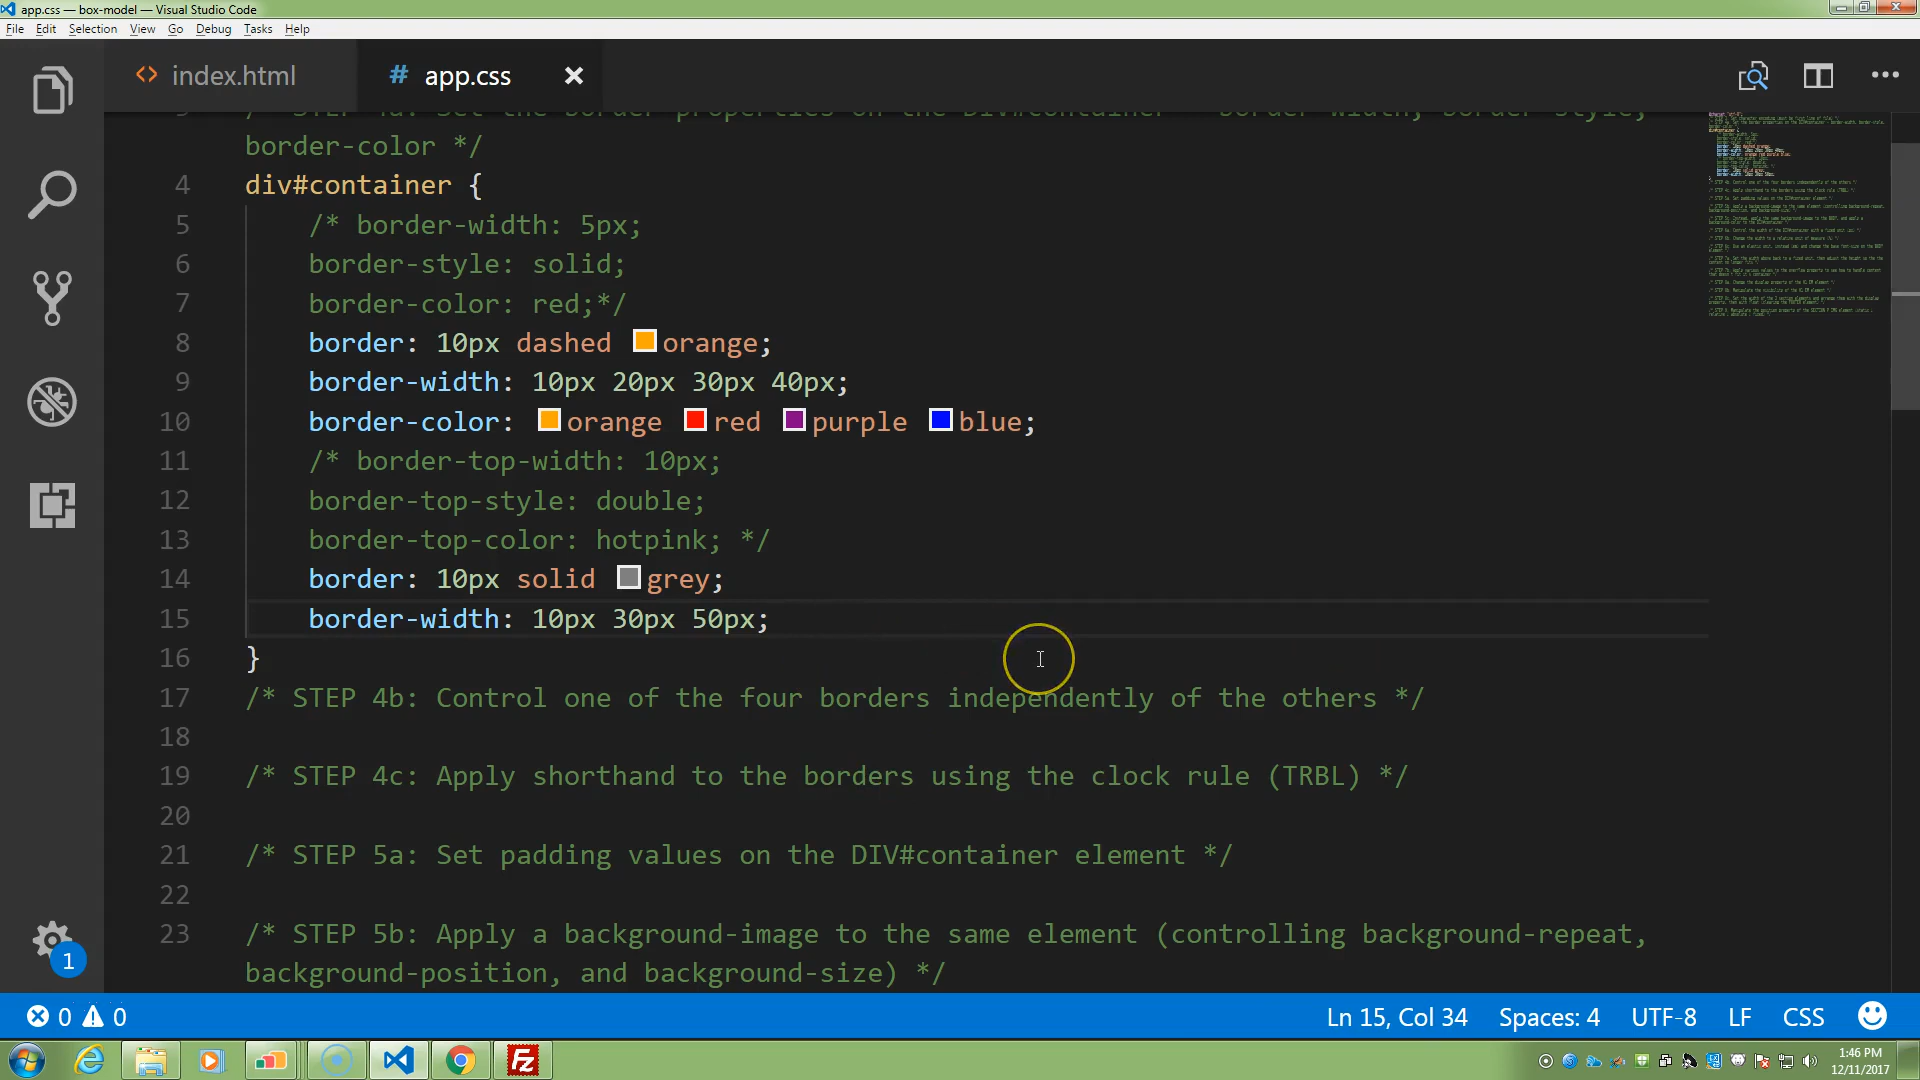 app.css — box-model — Visual Studio Code
File Edit Selection View Go Debug Tasks Help
index.html
app.css
border-color */
4 div#container {
5 /* border-width: 5px;
6 border-style: solid;
7 border-color: red;*/
8 border: 10px dashed orange;
9 border-width: 10px 20px 30px 40px;
10 border-color: orange red purple blue;
11 /* border-top-width: 10px;
12 border-top-style: double;
13 border-top-color: hotpink; */
14 border: 10px solid grey;
15 border-width: 10px 30px 50px;
16 }
17 /* STEP 4b: Control one of the four borders independently of the others */
18
19 /* STEP 4c: Apply shorthand to the borders using the clock rule (TRBL) */
20
21 /* STEP 5a: Set padding values on the DIV#container element */
22
23 /* STEP 5b: Apply a background-image to the same element (controlling background-repeat,
background-position, and background-size) */
1
0 0 Ln 15, Col 34 Spaces: 4 UTF-8 LF CSS
1:46 PM
12/11/2017